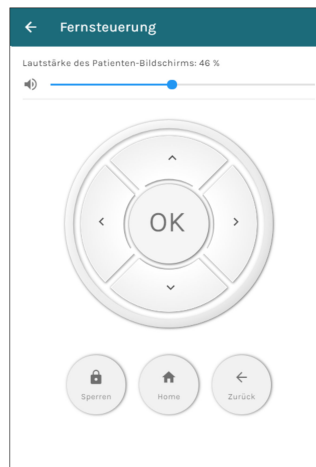 Fernsteuerung
Lautstärke des Patienten-Bildschirms: 46 %
OK
Sperren
Home
Zurück